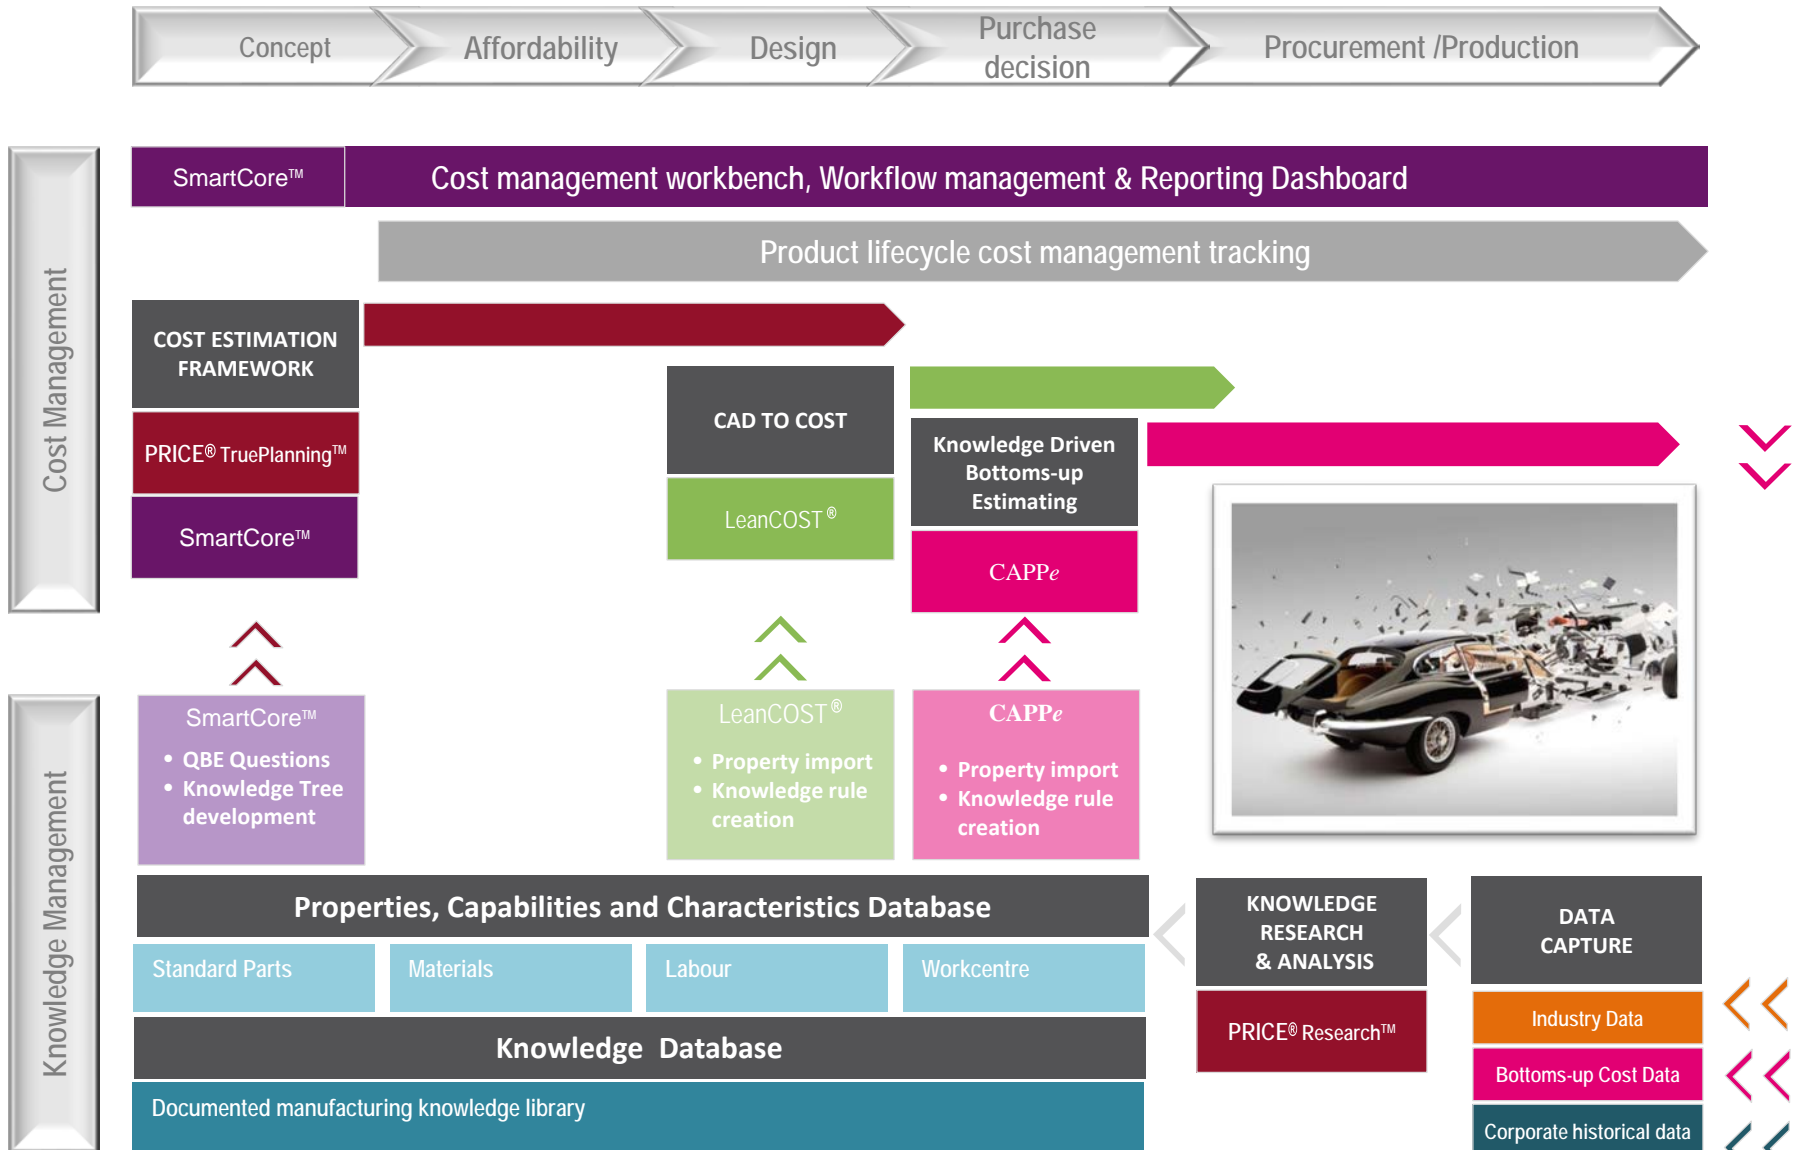 Concept
Affordability
Design
Purchase
decision
Procurement /Production
Cost Management
SmartCore™
Cost management workbench, Workflow management & Reporting Dashboard
Product lifecycle cost management tracking
COST ESTIMATION
FRAMEWORK
PRICE® TruePlanning™
SmartCore™
CAD TO COST
LeanCOST®
Knowledge Driven
Bottoms-up
Estimating
CAPPe
Knowledge Management
SmartCore™
• QBE Questions
• Knowledge Tree
development
LeanCOST®
• Property import
• Knowledge rule
creation
CAPPe
• Property import
• Knowledge rule
creation
Properties, Capabilities and Characteristics Database
Standard Parts
Materials
Labour
Workcentre
Knowledge Database
Documented manufacturing knowledge library
KNOWLEDGE
RESEARCH
& ANALYSIS
PRICE® Research™
DATA
CAPTURE
Industry Data
Bottoms-up Cost Data
Corporate historical data